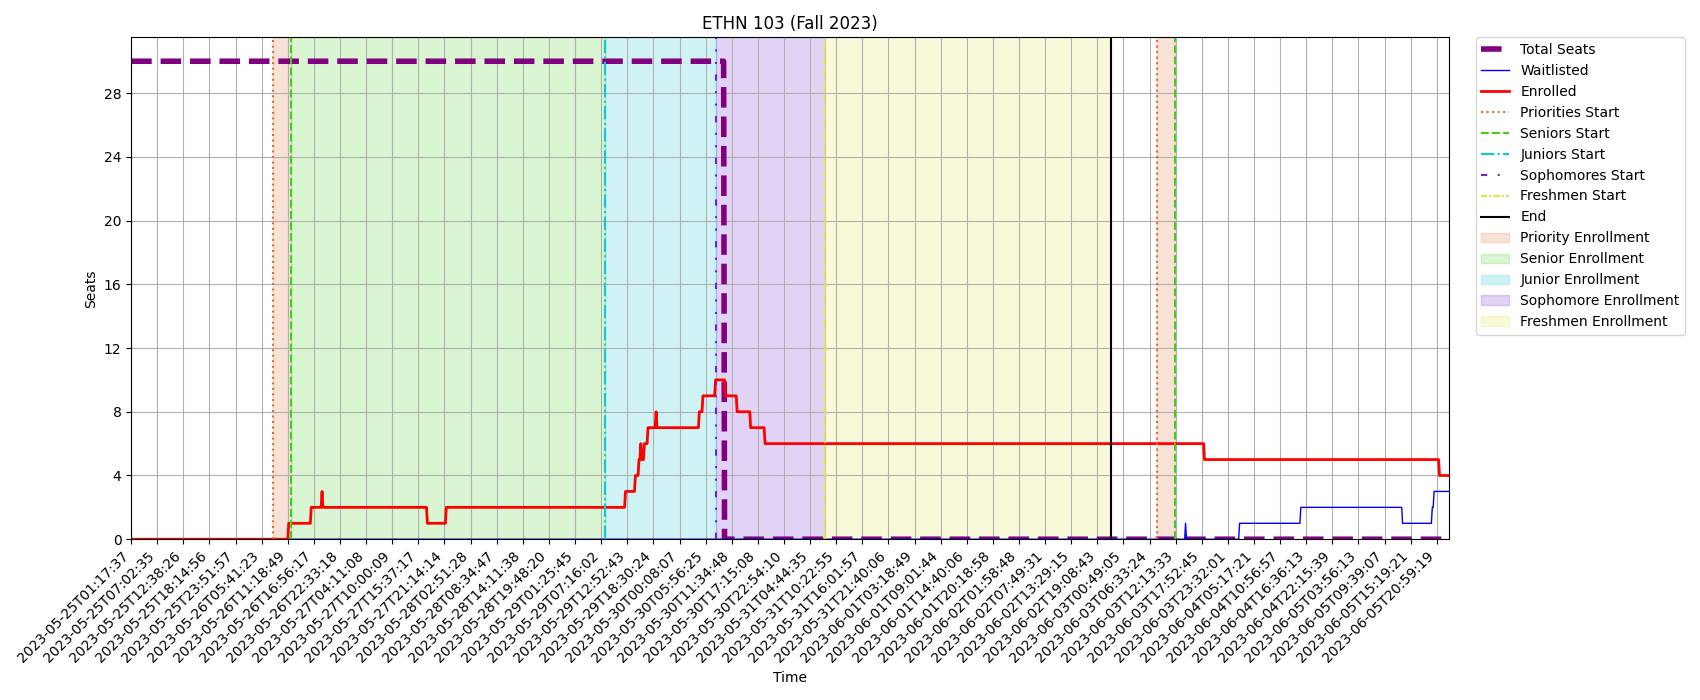 ETHN 103 (Fall 2023)
Seats
28
24
20
16
12
8
4
0
2023-05-25T01:17:37
2023-05-25T07:02:35
2023-05-25T12:38:26
2023-05-25T18:14:56
2023-05-25T23:51:57
2023-05-26T05:41:23
2023-05-26T11:18:49
2023-05-26T16:56:17
2023-05-26T22:33:18
2023-05-27T04:11:08
2023-05-27T10:00:09
2023-05-27T15:37:17
2023-05-27T21:14:14
2023-05-28T02:51:28
2023-05-28T08:34:47
2023-05-28T14:11:38
2023-05-28T19:48:20
2023-05-29T01:25:45
2023-05-29T07:16:02
2023-05-29T12:52:43
2023-05-29T18:30:24
2023-05-30T00:08:07
2023-05-30T05:56:25
2023-05-30T11:34:48
2023-05-30T17:15:08
2023-05-30T22:54:10
2023-05-31T04:44:35
2023-05-31T10:22:55
2023-05-31T16:01:57
2023-05-31T21:40:06
2023-06-01T03:18:49
2023-06-01T09:01:44
2023-06-01T14:40:06
2023-06-01T20:18:58
2023-06-02T01:58:48
2023-06-02T07:49:31
2023-06-02T13:29:15
2023-06-02T19:08:43
2023-06-03T00:49:05
2023-06-03T06:33:24
2023-06-03T12:13:33
2023-06-03T17:52:45
2023-06-03T23:32:01
2023-06-04T05:17:21
2023-06-04T10:56:57
2023-06-04T16:36:13
2023-06-04T22:15:39
2023-06-05T03:56:13
2023-06-05T09:39:07
2023-06-05T15:19:21
2023-06-05T20:59:19
Time
Total Seats
Waitlisted
Enrolled
Priorities Start
Seniors Start
Juniors Start
Sophomores Start
Freshmen Start
End
Priority Enrollment
Senior Enrollment
Junior Enrollment
Sophomore Enrollment
Freshmen Enrollment